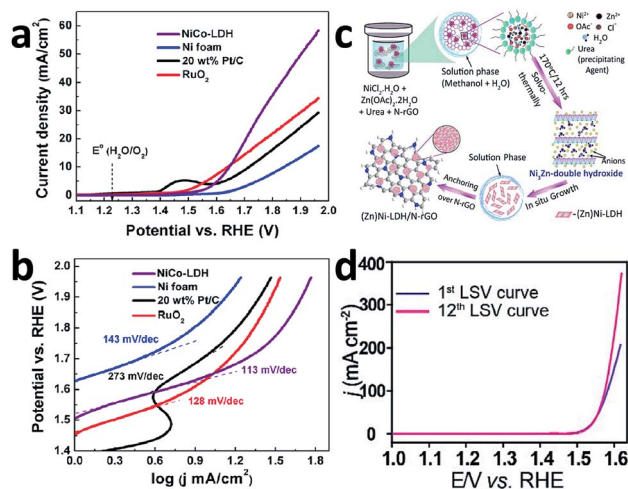 a
NiCo-LDH
Ni foam
20 wt% Pt/C
RuO2
E° (H2O/O2)
Current density (mA/cm²)
60
50
40
30
20
10
0
1.1 1.2 1.3 1.4 1.5 1.6 1.7 1.8 1.9 2.0
Potential vs. RHE (V)
c
Ni²⁺
Zn²⁺
OAc⁻
Cl⁻
H2O
Urea (precipitating Agent)
Solution phase
(Methanol + H2O)
NiCl2.H2O +
Zn(OAc)2.2H2O
+ Urea + N-rGO
170°C/12 hrs
Solvo-
thermally
Anions
Ni,Zn-double hydroxide
In situ Growth
Solution Phase
-(Zn)Ni-LDH
Anchoring
over N-rGO
(Zn)Ni-LDH/N-rGO
b
NiCo-LDH
Ni foam
20 wt% Pt/C
RuO2
143 mV/dec
273 mV/dec
113 mV/dec
128 mV/dec
Potential vs. RHE (V)
2.0
1.9
1.8
1.7
1.6
1.5
1.4
0.0 0.3 0.6 0.9 1.2 1.5 1.8
log (j mA/cm²)
d
1st LSV curve
12th LSV curve
j (mA cm-2)
400
300
200
100
0
1.0 1.1 1.2 1.3 1.4 1.5 1.6
E/V vs. RHE